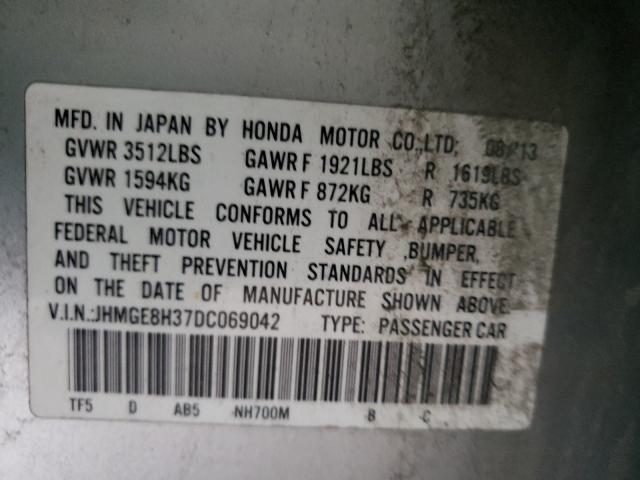 MFD. IN JAPAN BY HONDA MOTOR CO.,LTD; 08/13
GVWR 3512LBS GAWR F 1921LBS R 1619LBS
GVWR 1594KG GAWR F 872KG R 735KG
THIS VEHICLE CONFORMS TO ALL APPLICABLE
FEDERAL MOTOR VEHICLE SAFETY ,BUMPER,
AND THEFT PREVENTION STANDARDS IN EFFECT
ON THE DATE OF MANUFACTURE SHOWN ABOVE.
V.I.N.:JHMGE8H37DC069042 TYPE: PASSENGER CAR
TF5 D AB5 -NH700M -B -C